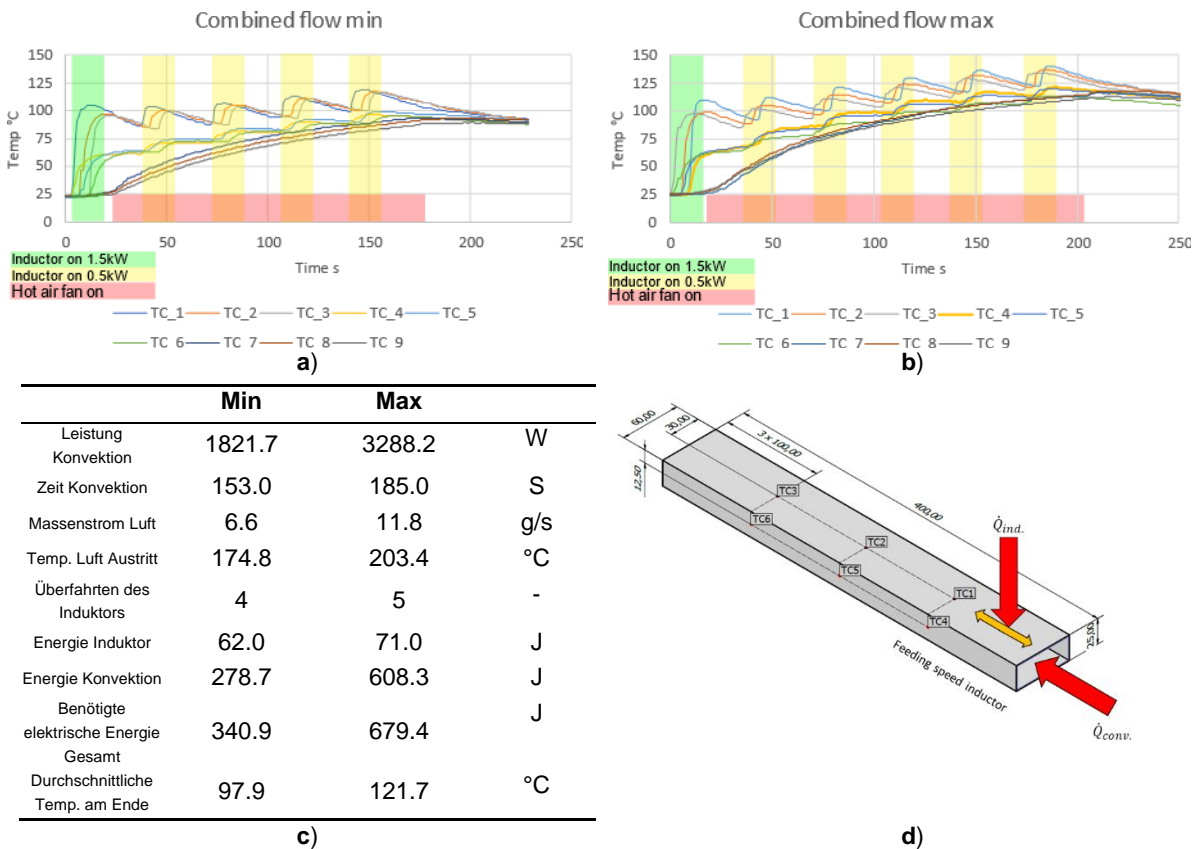 Combined flow min
150
125
100
75
50
25
0
Temp °C
0 50 100 150 200 250
Time s
Inductor on 1.5kW
Inductor on 0.5kW
Hot air fan on
TC_1 TC_2 TC_3 TC_4 TC_5
TC_6 TC_7 TC_8 TC_9
a)
Combined flow max
150
125
100
75
50
25
0
Temp °C
0 50 100 150 200 250
Time s
Inductor on 1.5kW
Inductor on 0.5kW
Hot air fan on
TC_1 TC_2 TC_3 TC_4 TC_5
TC_6 TC_7 TC_8 TC_9
b)
Min Max
Leistung
Konvektion
1821.7 3288.2 W
Zeit Konvektion 153.0 185.0 S
Massenstrom Luft 6.6 11.8 g/s
Temp. Luft Austritt 174.8 203.4 °C
Überfahrten des
Induktors
4 5 -
Energie Induktor 62.0 71.0 J
Energie Konvektion 278.7 608.3 J
Benötigte
elektrische Energie
Gesamt
340.9 679.4 J
Durchschnittliche
Temp. am Ende
97.9 121.7 °C
c)
60,00
30,00
3 x 100,00
12,50
400,00
TC3
TC6
TC2
TC5
TC1
TC4
Q̇ind.
25,00
Feeding speed inductor
Q̇conv.
d)